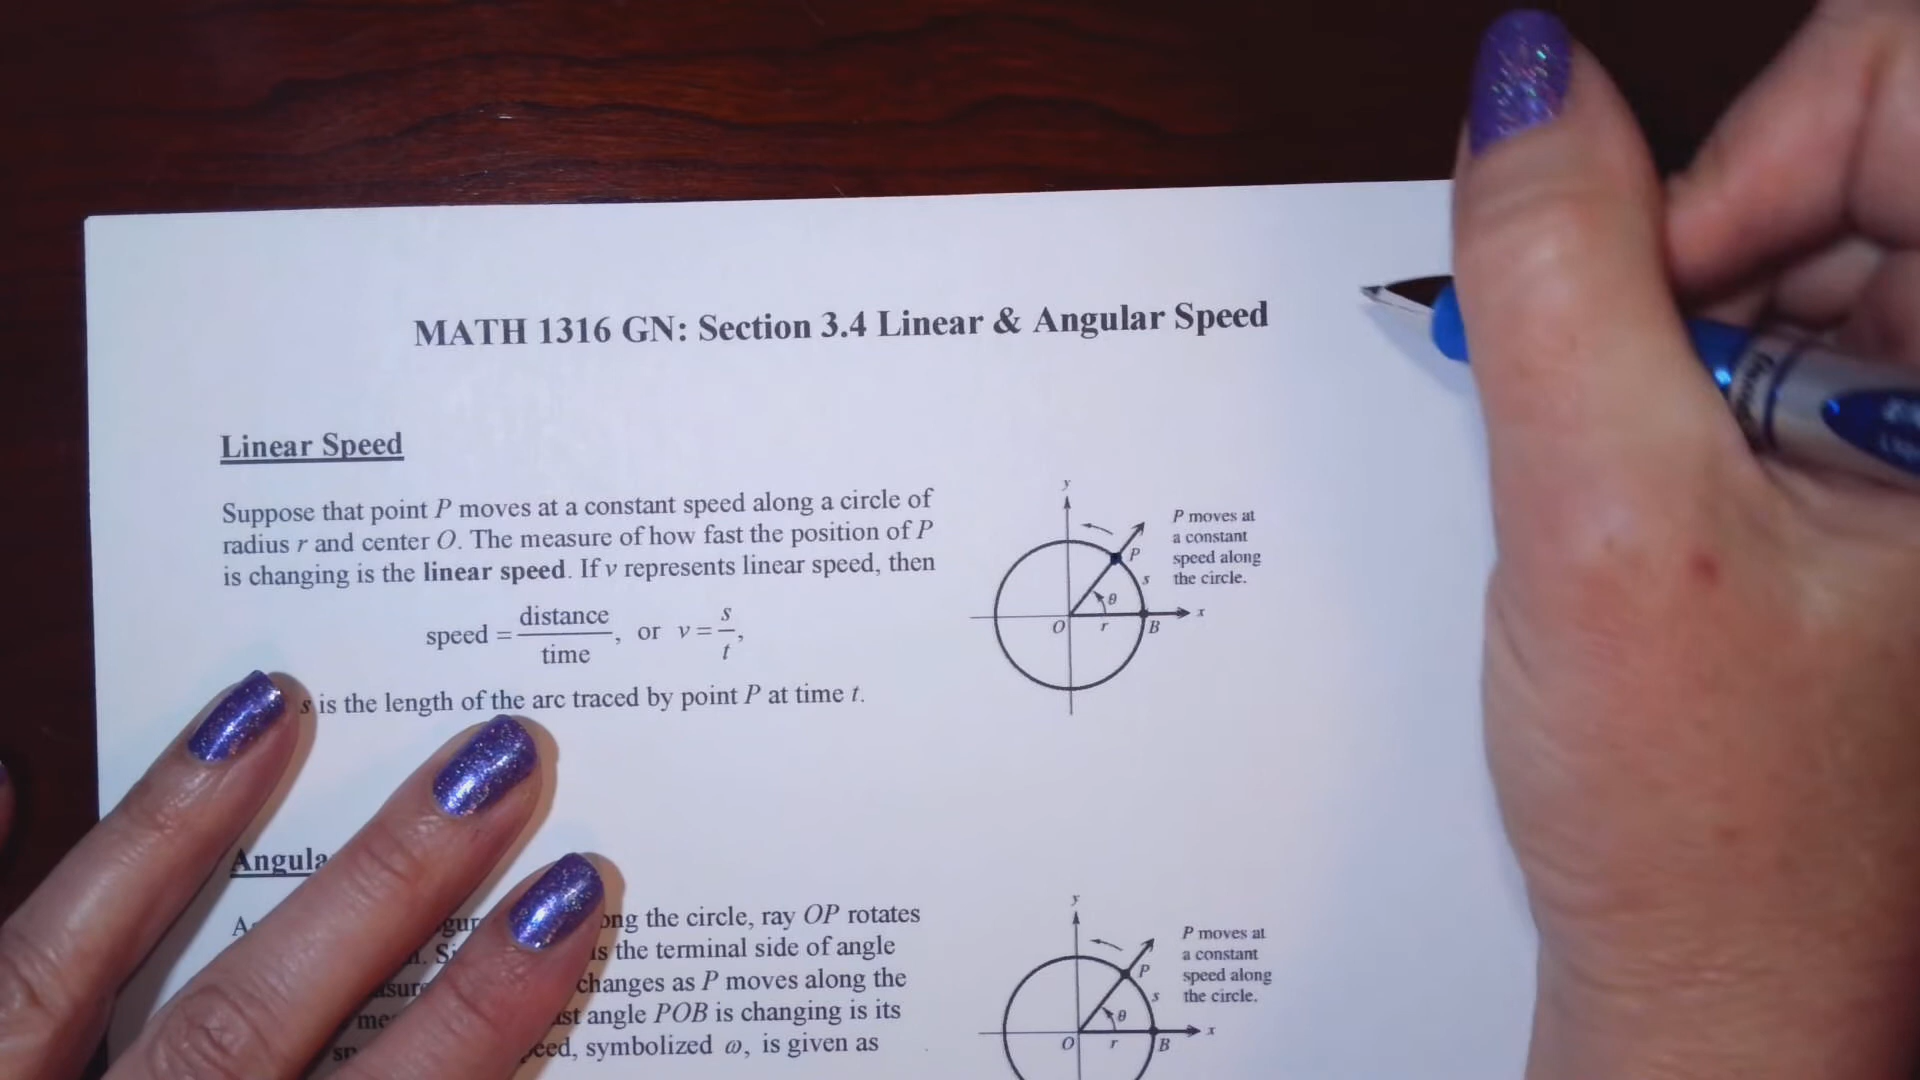 MATH 1316 GN: Section 3.4 Linear & Angular Speed
Linear Speed
Suppose that point P moves at a constant speed along a circle of
radius r and center O. The measure of how fast the position of P
is changing is the linear speed. If v represents linear speed, then
speed = distance / time, or v = s / t,
s is the length of the arc traced by point P at time t.
y
P moves at
a constant
speed along
the circle.
P
s
θ
x
O
r
B
the circle, ray OP rotates
is the terminal side of angle
changes as P moves along the
angle POB is changing is its
symbolized ω, is given as
y
P moves at
a constant
speed along
the circle.
P
s
θ
x
O
r
B